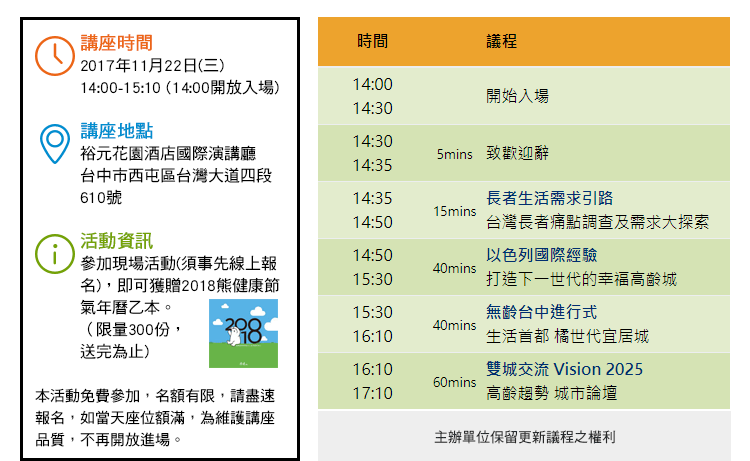 講座時間
2017年11月22日(三)
14:00-15:10 (14:00開放入場)
講座地點
裕元花園酒店國際演講廳
台中市西屯區台灣大道四段
610號
活動資訊
參加現場活動(須事先線上報
名)，即可獲贈2018熊健康節
氣年曆乙本。
（限量300份，
送完為止）
2018
本活動免費參加，名額有限，請盡速
報名，如當天座位額滿，為維護講座
品質，不再開放進場。
時間 議程
14:00
14:30
開始入場
14:30
14:35
5mins 致歡迎辭
14:35
14:50
15mins
長者生活需求引路
台灣長者痛點調查及需求大探索
14:50
15:30
40mins
以色列國際經驗
打造下一世代的幸福高齡城
15:30
16:10
40mins
無齡台中進行式
生活首都 橘世代宜居城
16:10
17:10
60mins
雙城交流 Vision 2025
高齡趨勢 城市論壇
主辦單位保留更新議程之權利